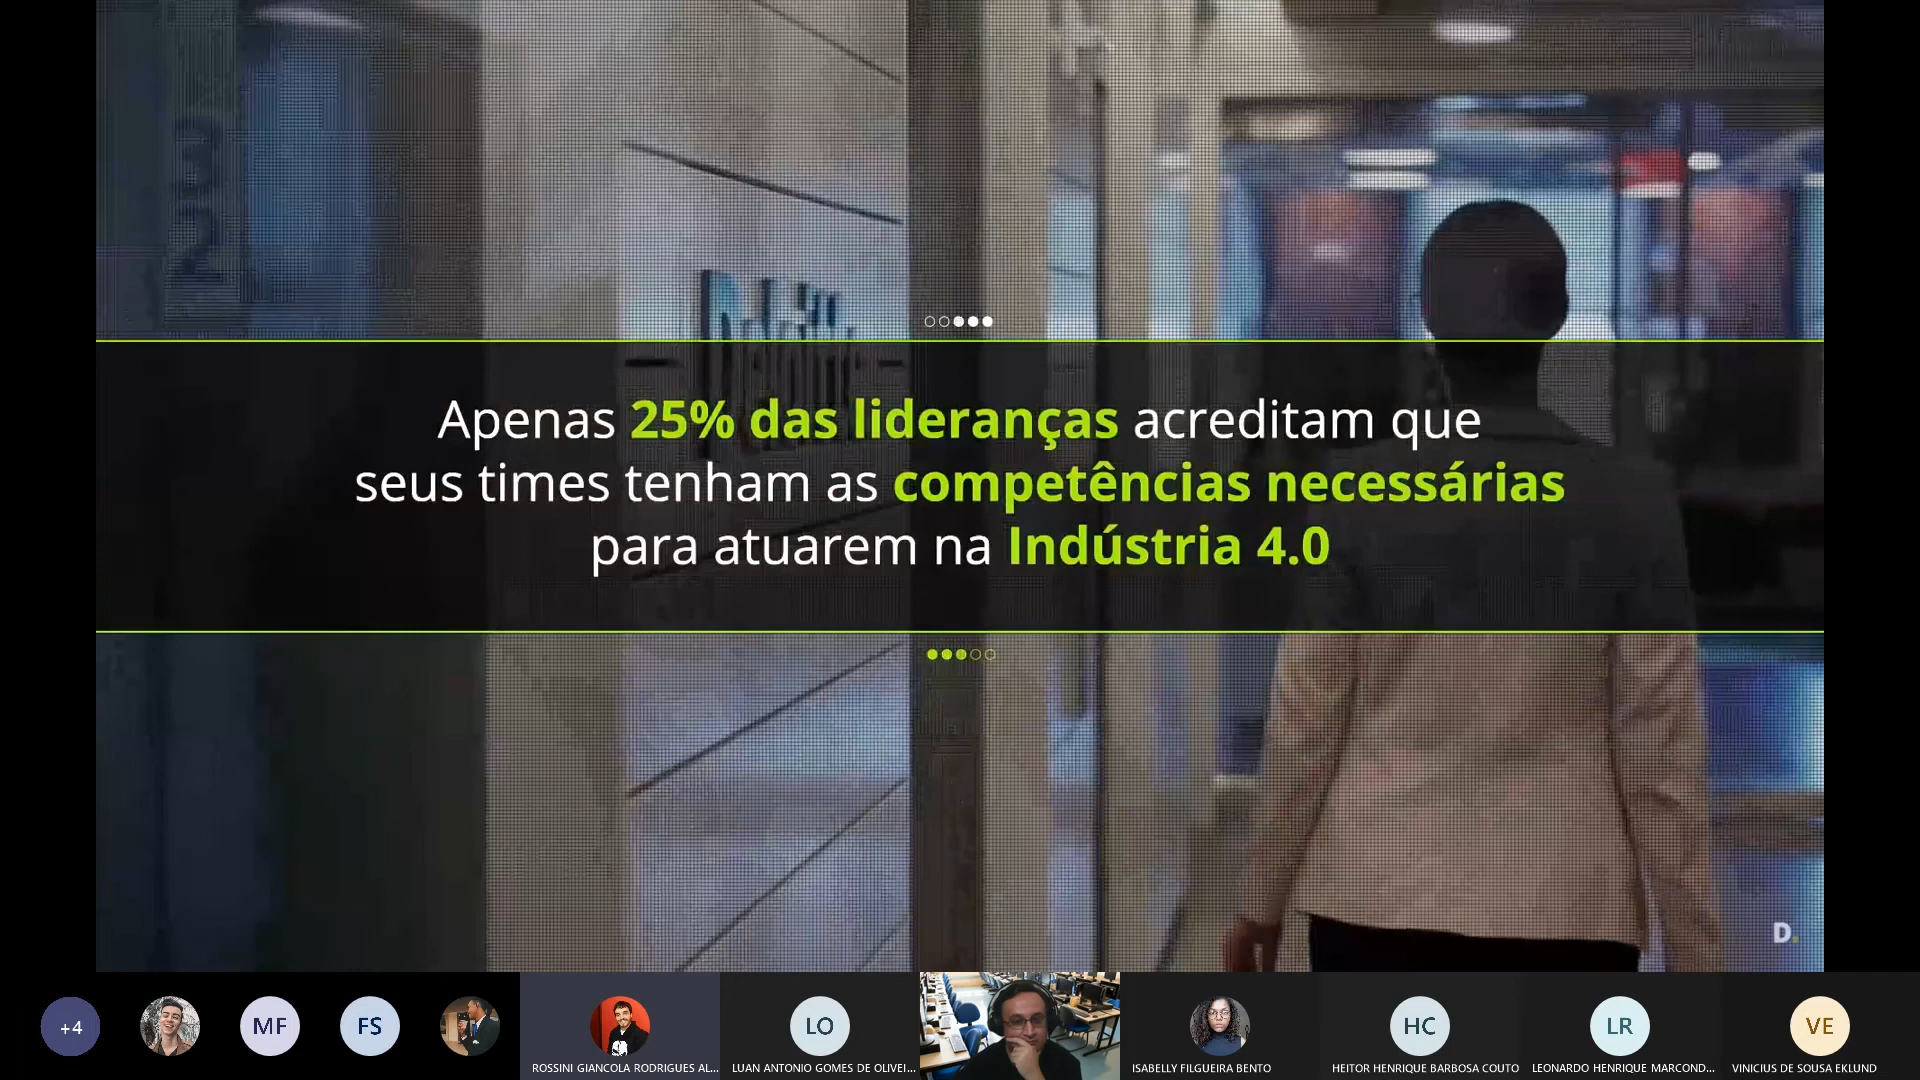 32
Deloitte
Apenas 25% das lideranças acreditam que
seus times tenham as competências necessárias
para atuarem na Indústria 4.0
D.
+4
MF
FS
LO
HC
LR
VE
ROSSINI GIANCOLA RODRIGUES AL...
LUAN ANTONIO GOMES DE OLIVEI...
ISABELLY FILGUEIRA BENTO
HEITOR HENRIQUE BARBOSA COUTO
LEONARDO HENRIQUE MARCOND...
VINICIUS DE SOUSA EKLUND